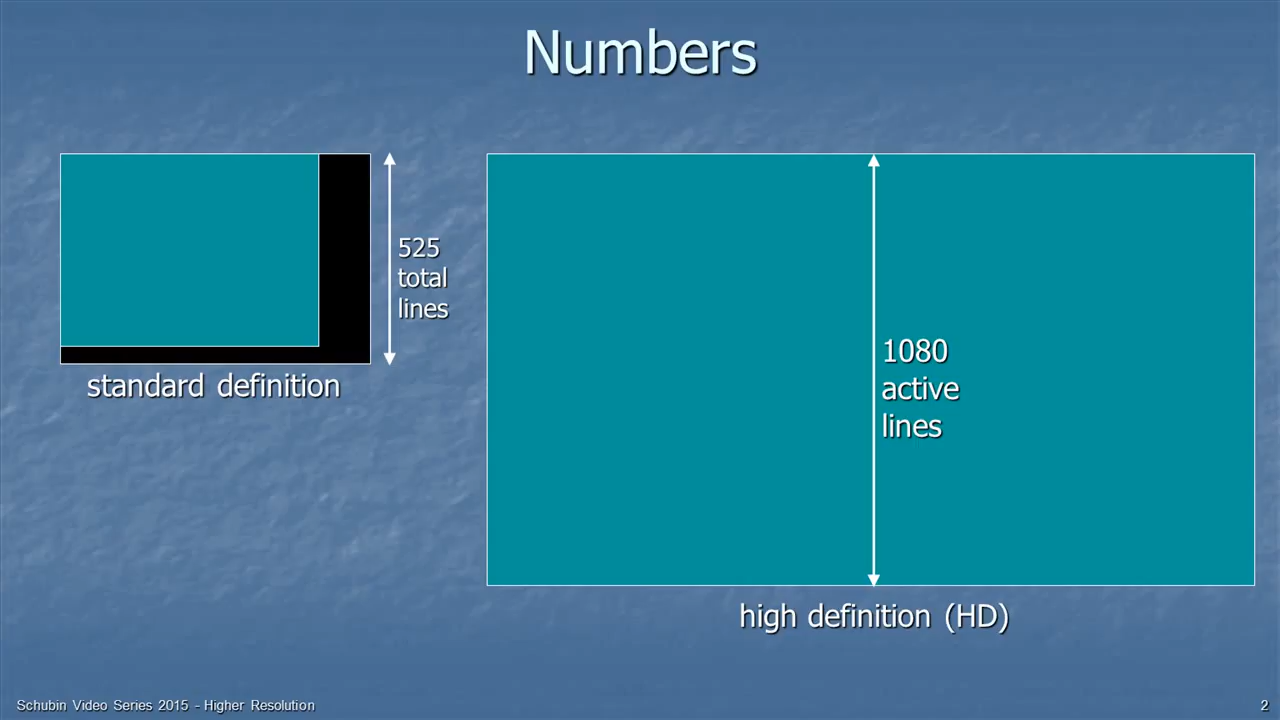 Numbers
525
total
lines
standard definition
1080
active
lines
high definition (HD)
Schubin Video Series 2015 - Higher Resolution
2